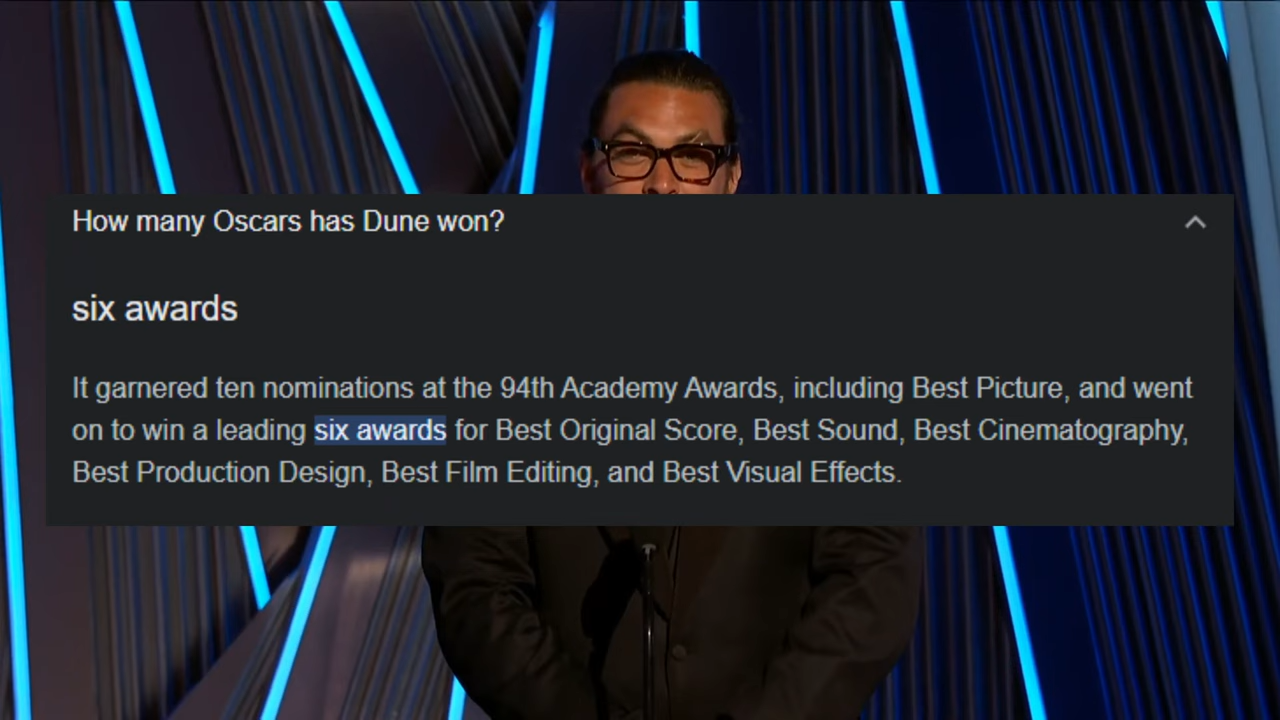 How many Oscars has Dune won?
six awards
It garnered ten nominations at the 94th Academy Awards, including Best Picture, and went
on to win a leading six awards for Best Original Score, Best Sound, Best Cinematography,
Best Production Design, Best Film Editing, and Best Visual Effects.